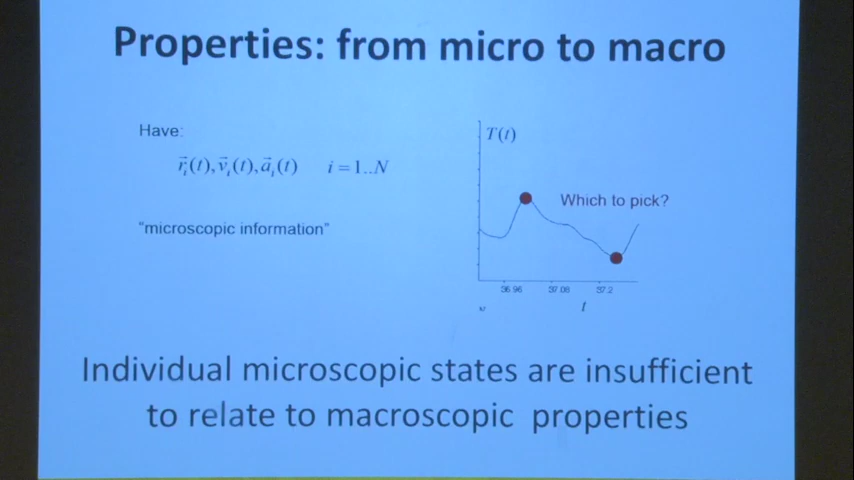 Properties: from micro to macro
Have:
r⃗ᵢ(t), v⃗ᵢ(t), a⃗ᵢ(t) i = 1..N
"microscopic information"
T(t)
Which to pick?
36.96 37.08 37.2
t
Individual microscopic states are insufficient
to relate to macroscopic properties